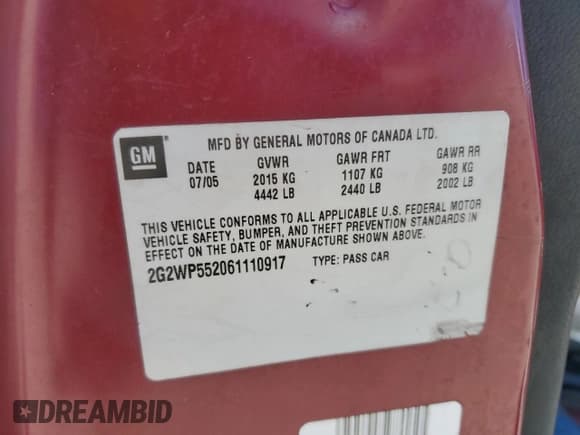 GM
MFD BY GENERAL MOTORS OF CANADA LTD.
DATE GVWR GAWR FRT GAWR RR
07/05 2015 KG 1107 KG 908 KG
4442 LB 2440 LB 2002 LB
THIS VEHICLE CONFORMS TO ALL APPLICABLE U.S. FEDERAL MOTOR
VEHICLE SAFETY, BUMPER, AND THEFT PREVENTION STANDARDS IN
EFFECT ON THE DATE OF MANUFACTURE SHOWN ABOVE.
2G2WP552061110917 TYPE: PASS CAR
DREAMBID